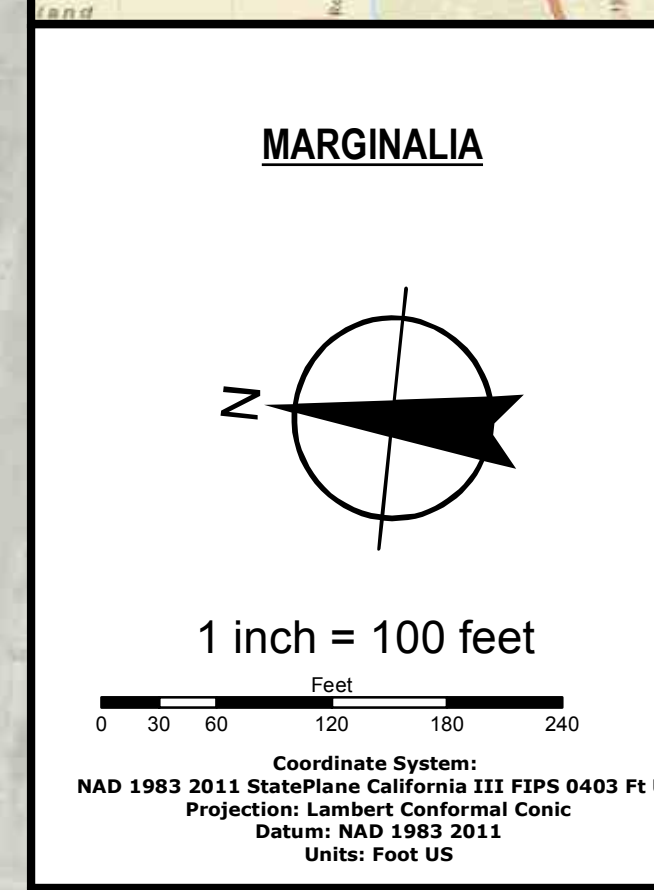 land
MARGINALIA
N
1 inch = 100 feet
Feet
0 30 60 120 180 240
Coordinate System:
NAD 1983 2011 StatePlane California III FIPS 0403 Ft
Projection: Lambert Conformal Conic
Datum: NAD 1983 2011
Units: Foot US